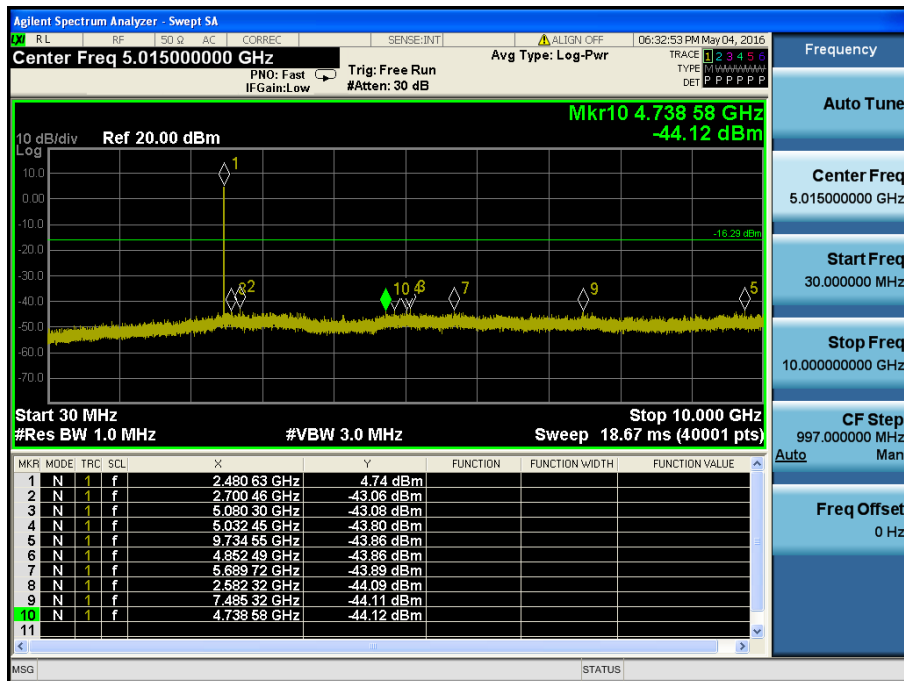 Agilent Spectrum Analyzer - Swept SA
LXI RL RF 50 Ω AC CORREC SENSE:INT ALIGN OFF 06:32:53 PM May 04, 2016
Center Freq 5.015000000 GHz
PNO: Fast
IFGain:Low
Trig: Free Run
#Atten: 30 dB
Avg Type: Log-Pwr
TRACE 1 2 3 4 5 6
TYPE M
DET P P P P P P
Mkr10 4.738 58 GHz
-44.12 dBm
10 dB/div Ref 20.00 dBm
Log
10.0
0.00
-10.0
-20.0
-30.0
-40.0
-50.0
-60.0
-70.0
1
-16.29 dBm
8 2 10 4 3 7 9 5
Start 30 MHz Stop 10.000 GHz
#Res BW 1.0 MHz #VBW 3.0 MHz Sweep 18.67 ms (40001 pts)
MKR MODE TRC SCL X Y FUNCTION FUNCTION WIDTH FUNCTION VALUE
1 N 1 f 2.480 63 GHz 4.74 dBm
2 N 1 f 2.700 46 GHz -43.06 dBm
3 N 1 f 5.080 30 GHz -43.08 dBm
4 N 1 f 5.032 45 GHz -43.80 dBm
5 N 1 f 9.734 55 GHz -43.86 dBm
6 N 1 f 4.852 49 GHz -43.86 dBm
7 N 1 f 5.689 72 GHz -43.89 dBm
8 N 1 f 2.582 32 GHz -44.09 dBm
9 N 1 f 7.485 32 GHz -44.11 dBm
10 N 1 f 4.738 58 GHz -44.12 dBm
11
MSG STATUS
Frequency
Auto Tune
Center Freq
5.015000000 GHz
Start Freq
30.000000 MHz
Stop Freq
10.000000000 GHz
CF Step
997.000000 MHz
Auto Man
Freq Offset
0 Hz